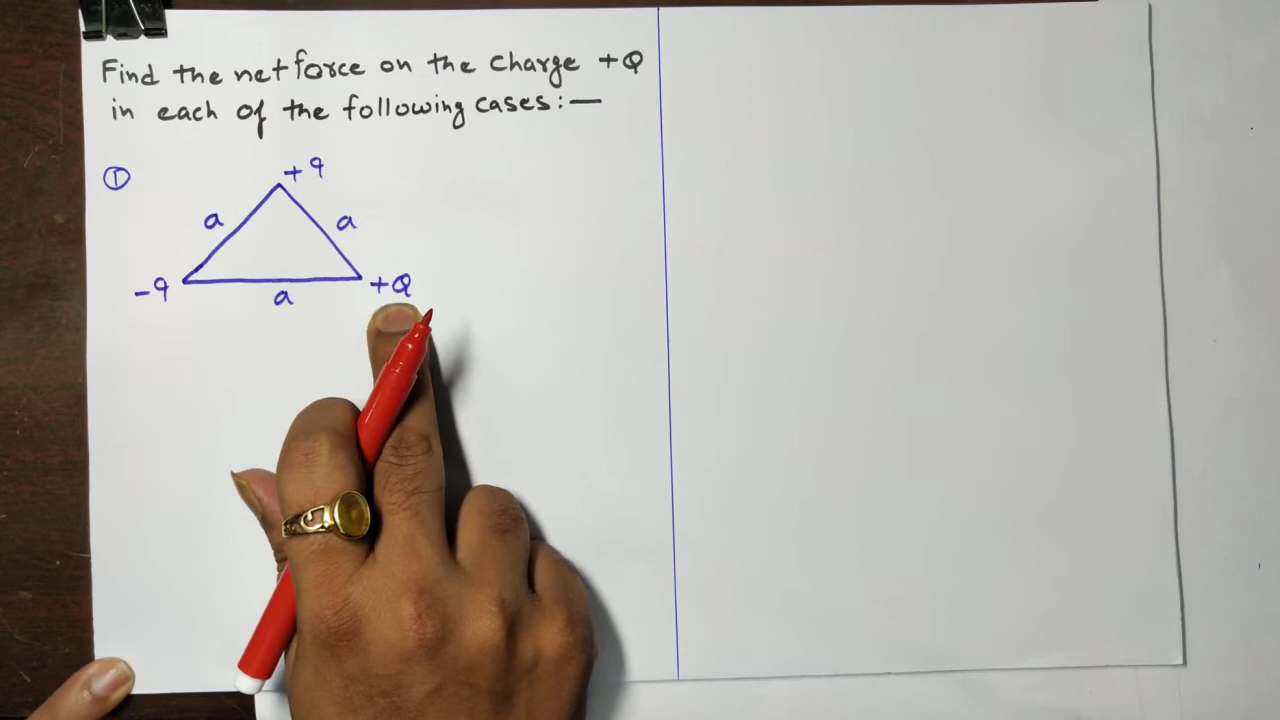 Find the net force on the charge +Q
in each of the following cases:—
①
+q
a
a
-q
+Q
a